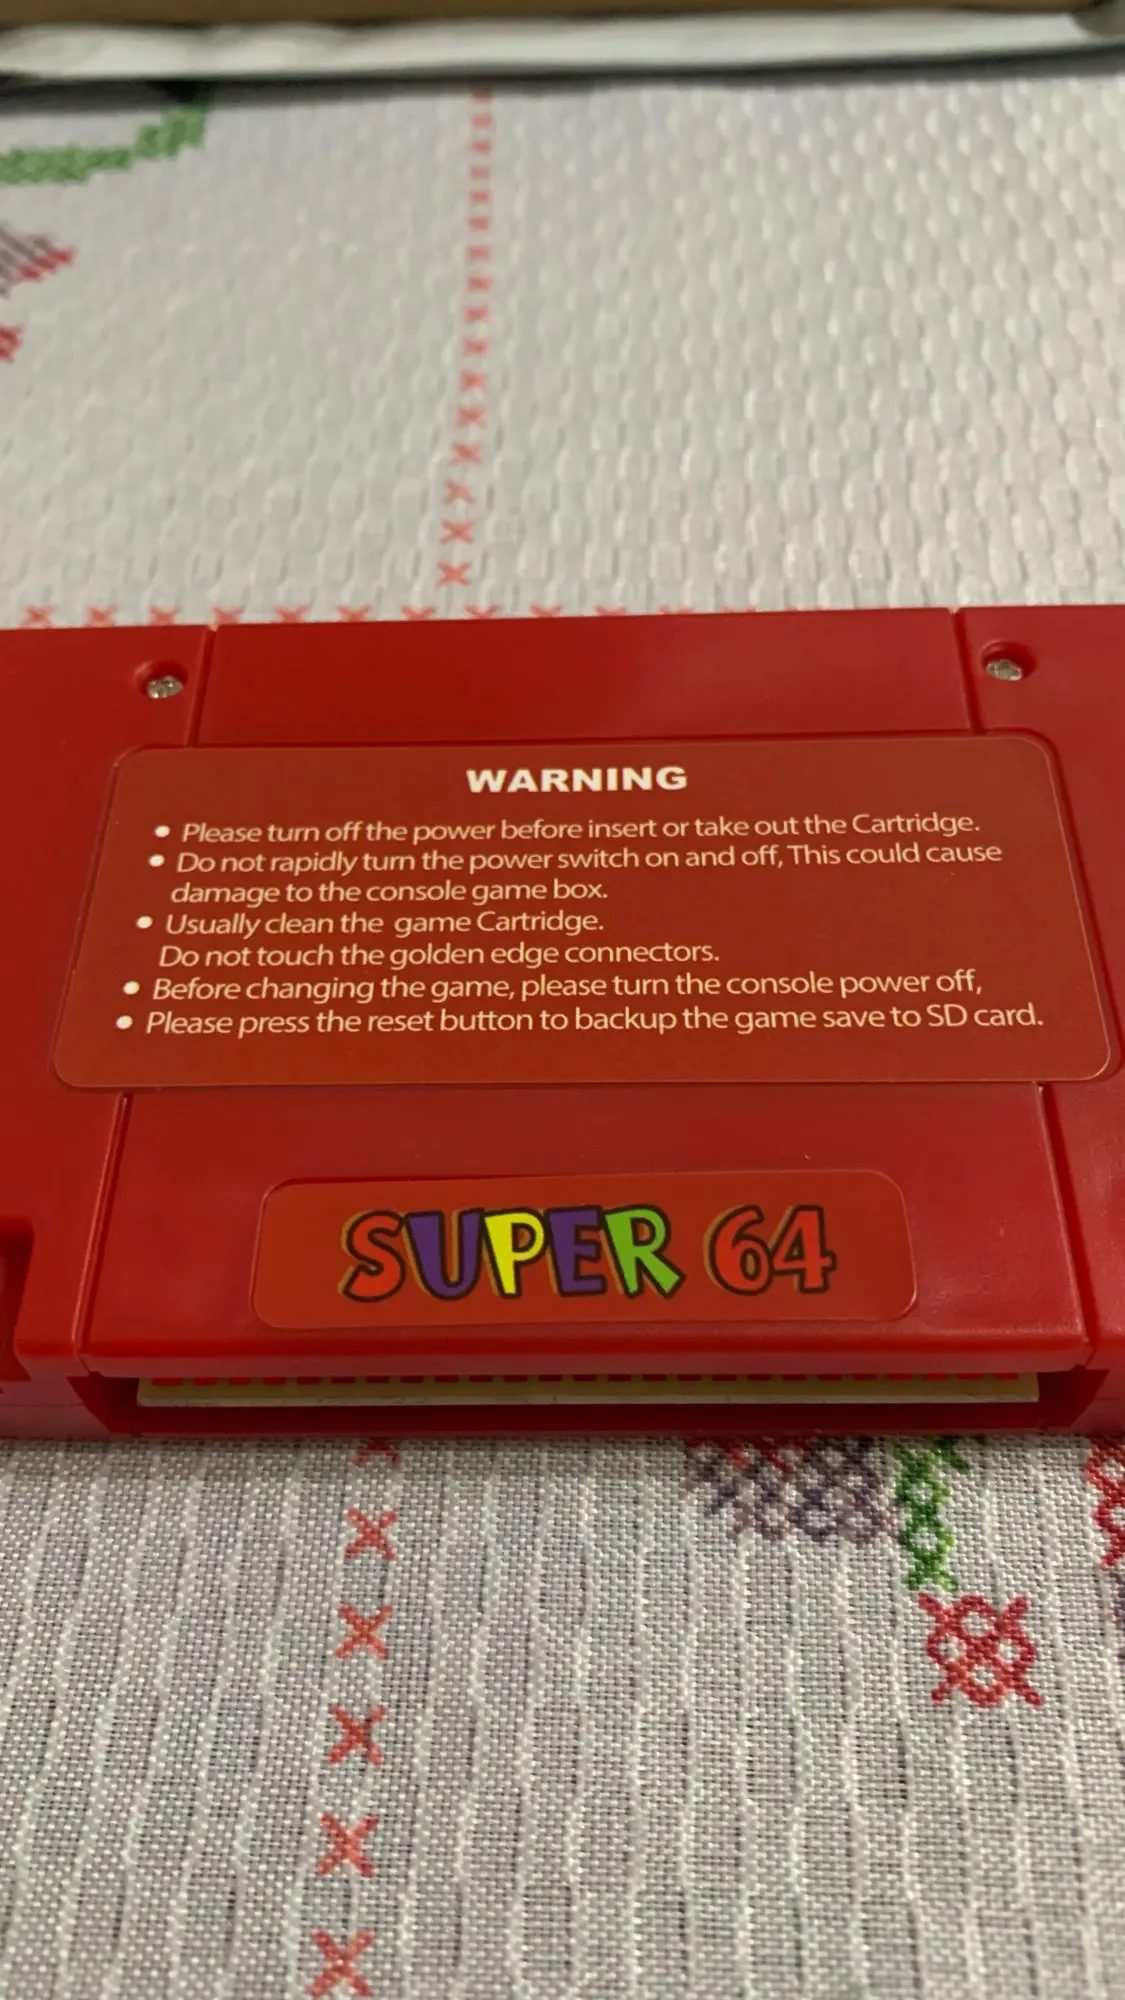 WARNING
• Please turn off the power before insert or take out the Cartridge.
• Do not rapidly turn the power switch on and off, This could cause
damage to the console game box.
• Usually clean the game Cartridge.
Do not touch the golden edge connectors.
• Before changing the game, please turn the console power off,
• Please press the reset button to backup the game save to SD card.
SUPER 64